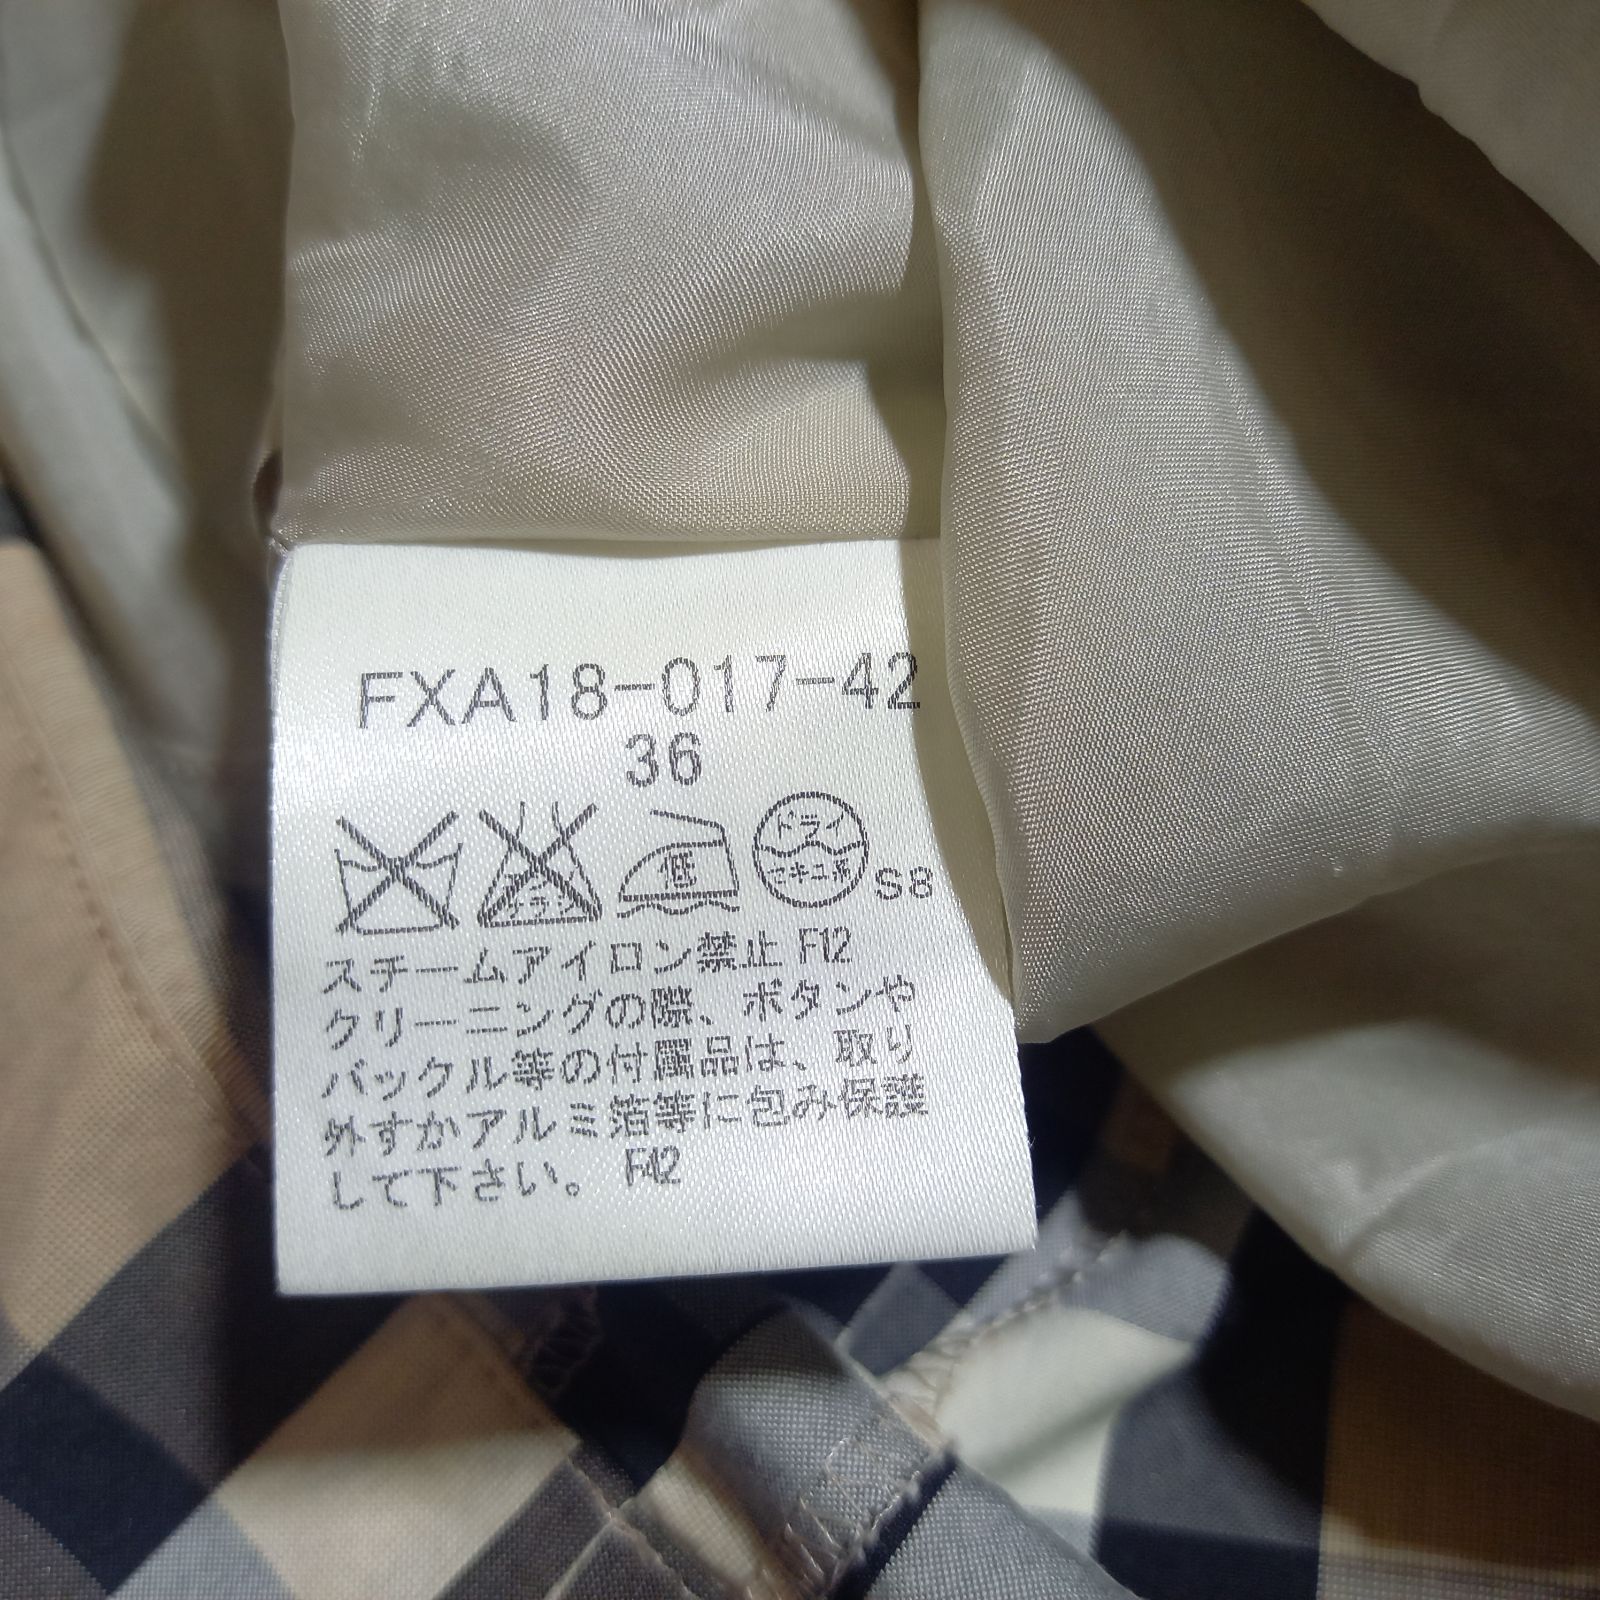 FXA18-017-42
36
低
ドライ
セキユ系
S8
スチームアイロン禁止 F12
クリーニングの際、ボタンや
バックル等の付属品は、取り
外すかアルミ箔等に包み保護
して下さい。 F42